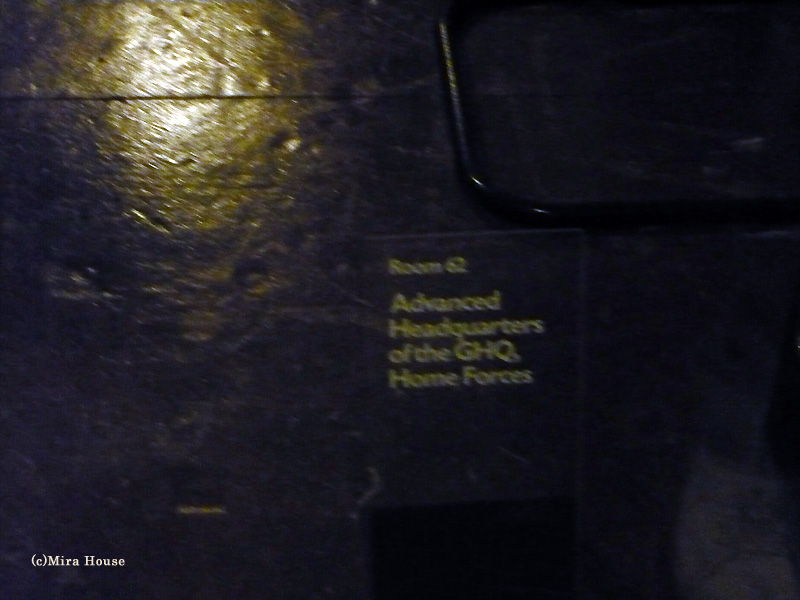 Room 62
Advanced
Headquarters
of the GHQ,
Home Forces
(c)Mira House